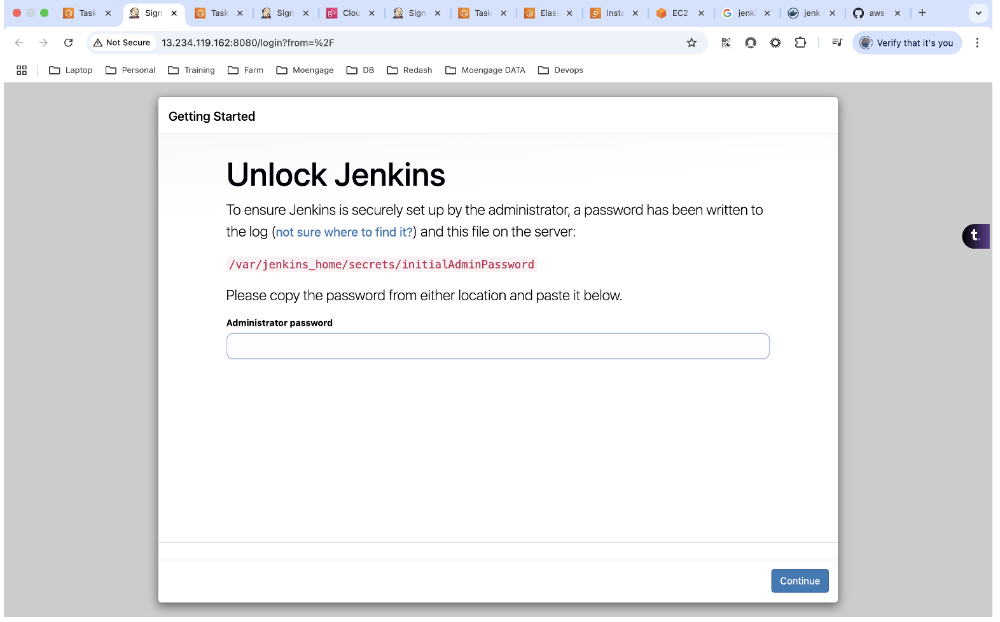 Task
Sign
Task
Sign
Clou
Sign
Task
Elast
Insta
EC2
jenki
jenk
aws-
Not Secure
13.234.119.162:8080/login?from=%2F
Verify that it's you
Laptop
Personal
Training
Farm
Moengage
DB
Redash
Moengage DATA
Devops
Getting Started
Unlock Jenkins
To ensure Jenkins is securely set up by the administrator, a password has been written to
the log (not sure where to find it?) and this file on the server:
/var/jenkins_home/secrets/initialAdminPassword
Please copy the password from either location and paste it below.
Administrator password
t.
Continue